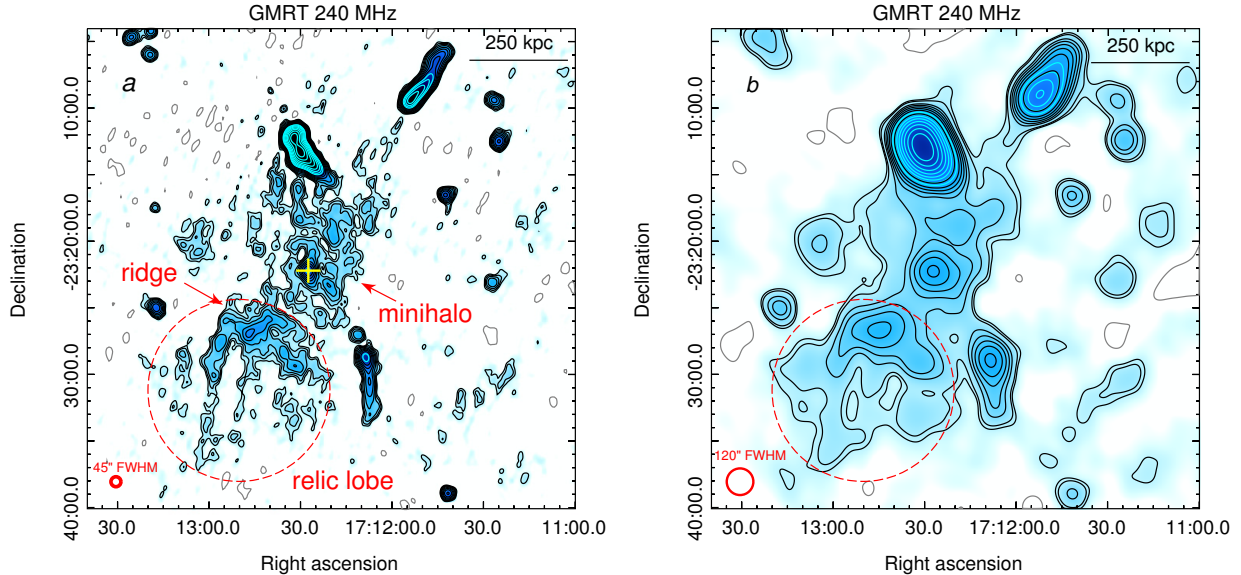 GMRT 240 MHz
a
250 kpc
10:00.0
23:20:00.0
30:00.0
40:00.0
Declination
ridge
minihalo
45" FWHM
relic lobe
30.0
13:00.0
30.0
17:12:00.0
30.0
11:00.0
Right ascension
GMRT 240 MHz
b
250 kpc
10:00.0
23:20:00.0
30:00.0
40:00.0
Declination
120" FWHM
30.0
13:00.0
30.0
17:12:00.0
30.0
11:00.0
Right ascension